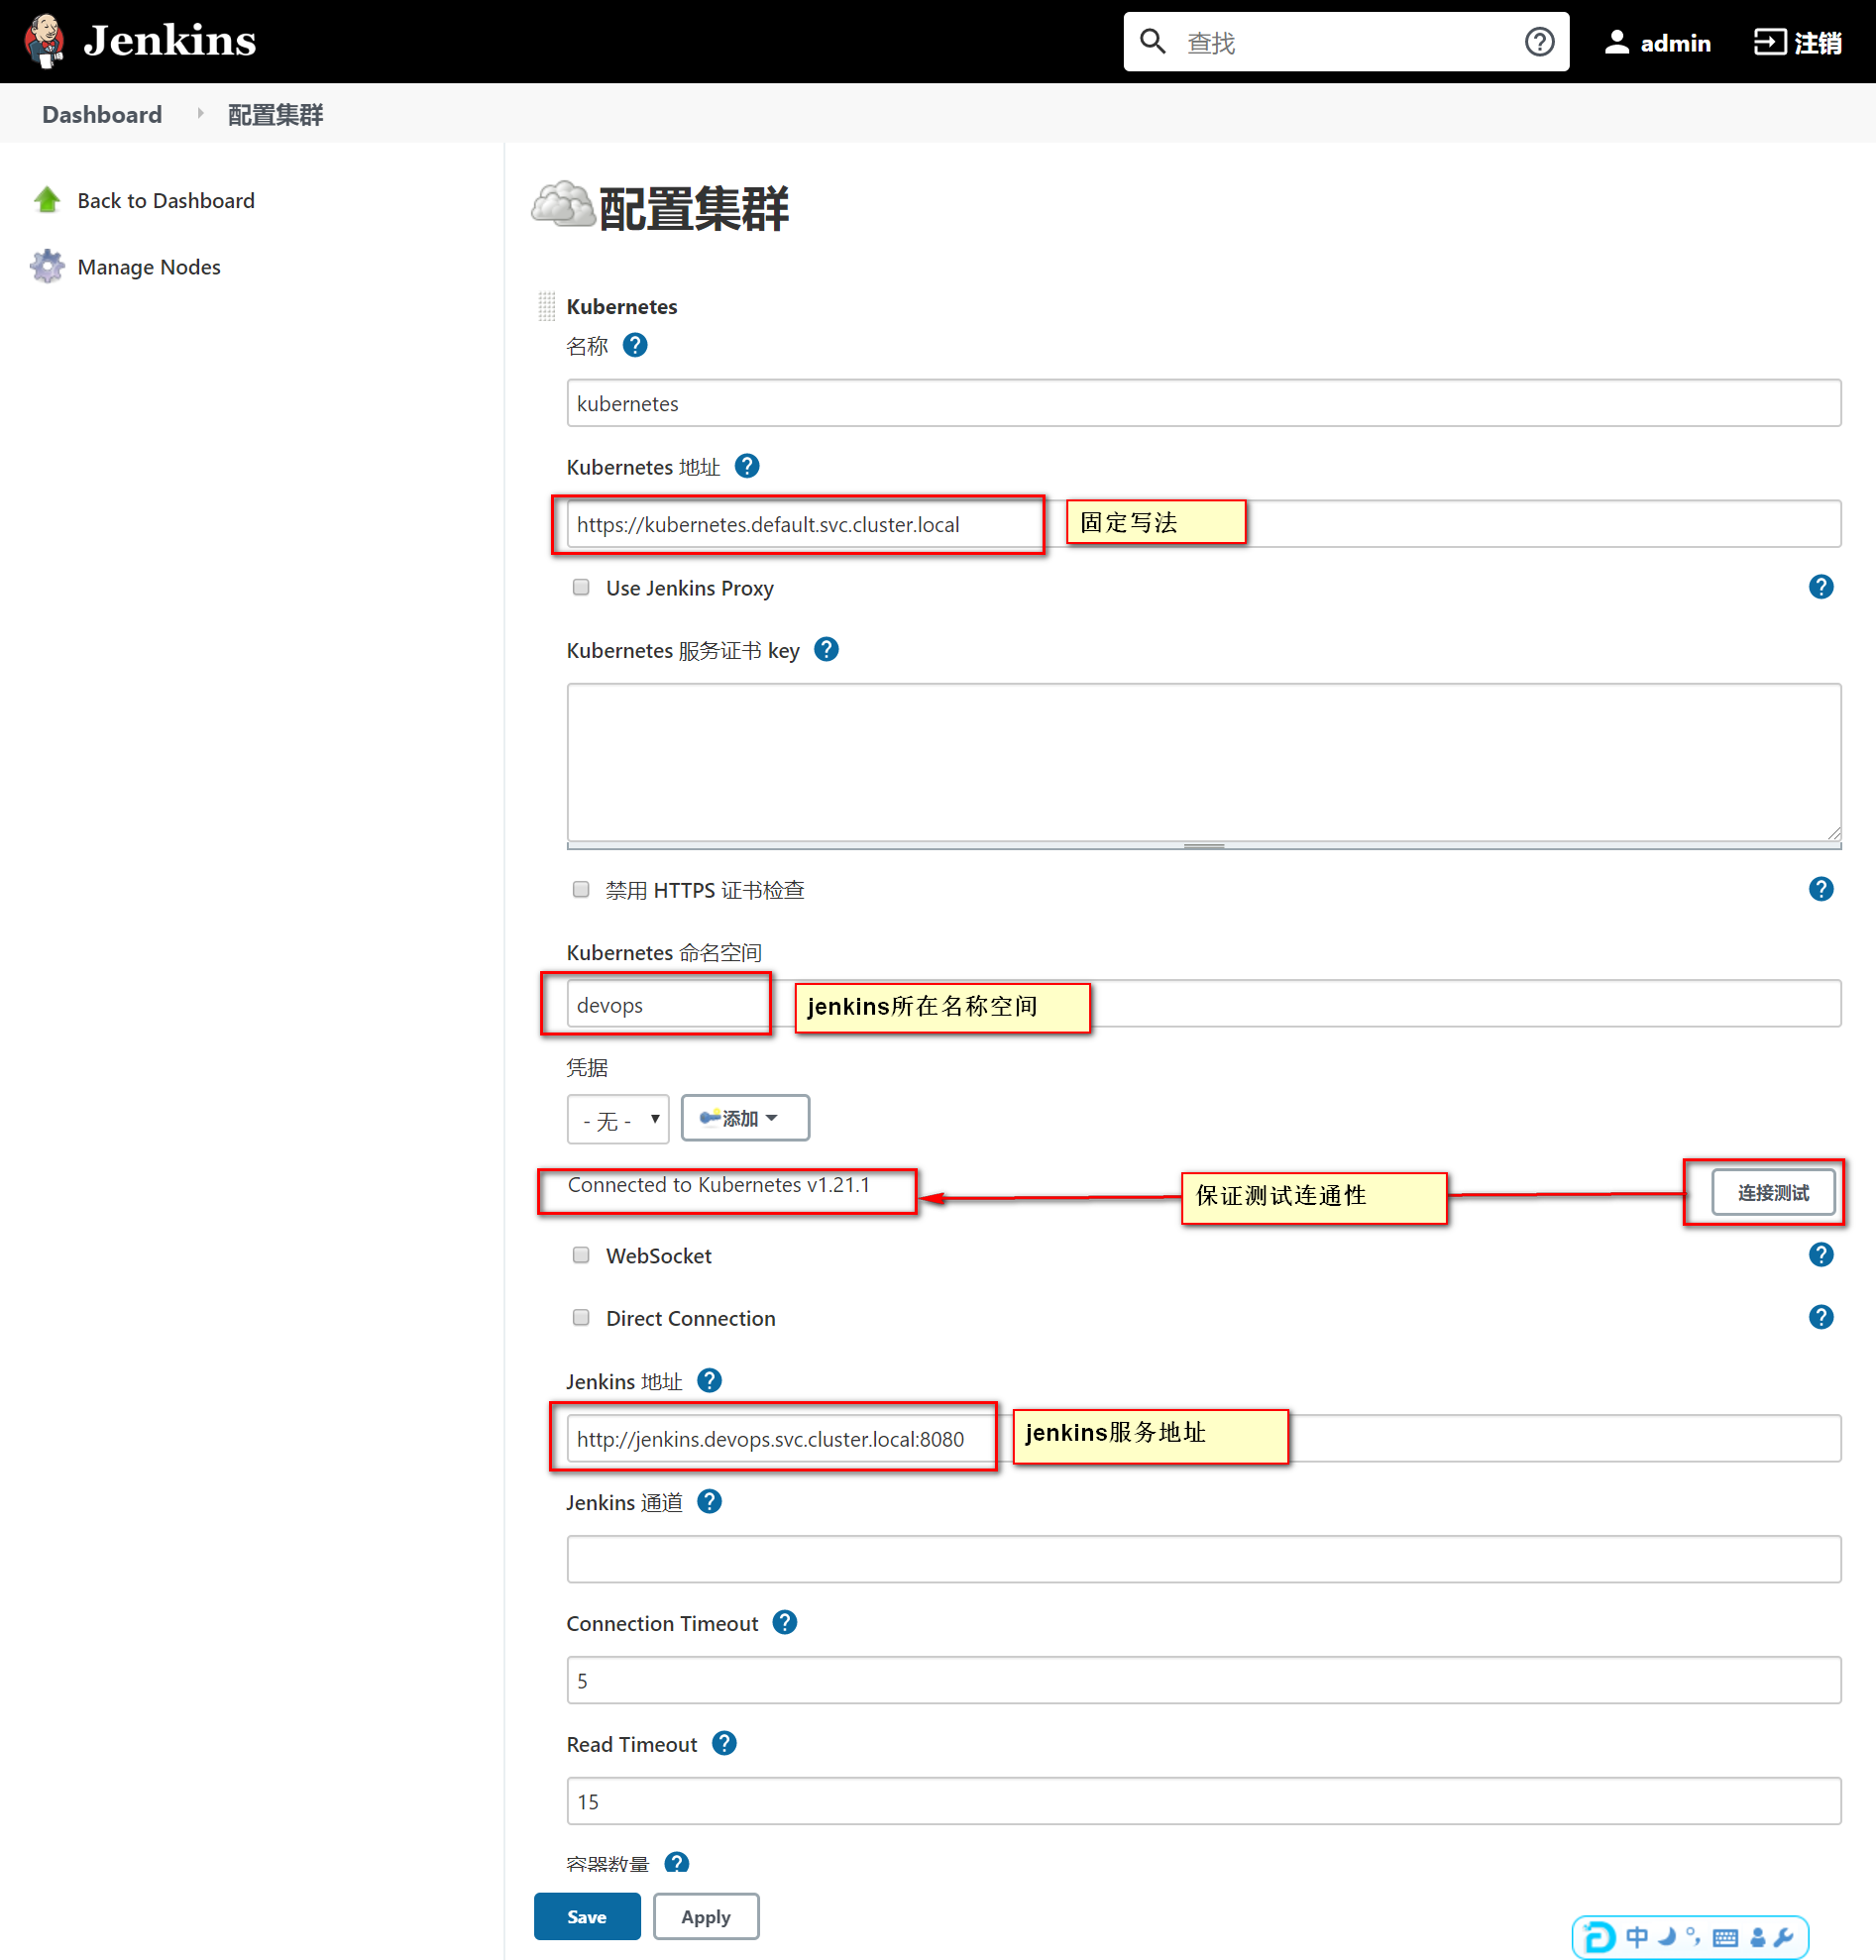 Jenkins
查找
admin
注销
Dashboard
配置集群
Back to Dashboard
Manage Nodes
配置集群
Kubernetes
名称
kubernetes
Kubernetes 地址
https://kubernetes.default.svc.cluster.local
固定写法
Use Jenkins Proxy
Kubernetes 服务证书 key
禁用 HTTPS 证书检查
Kubernetes 命名空间
devops
jenkins所在名称空间
凭据
- 无 -
添加
Connected to Kubernetes v1.21.1
保证测试连通性
连接测试
WebSocket
Direct Connection
Jenkins 地址
http://jenkins.devops.svc.cluster.local:8080
jenkins服务地址
Jenkins 通道
Connection Timeout
5
Read Timeout
15
容器数量
Save
Apply
中